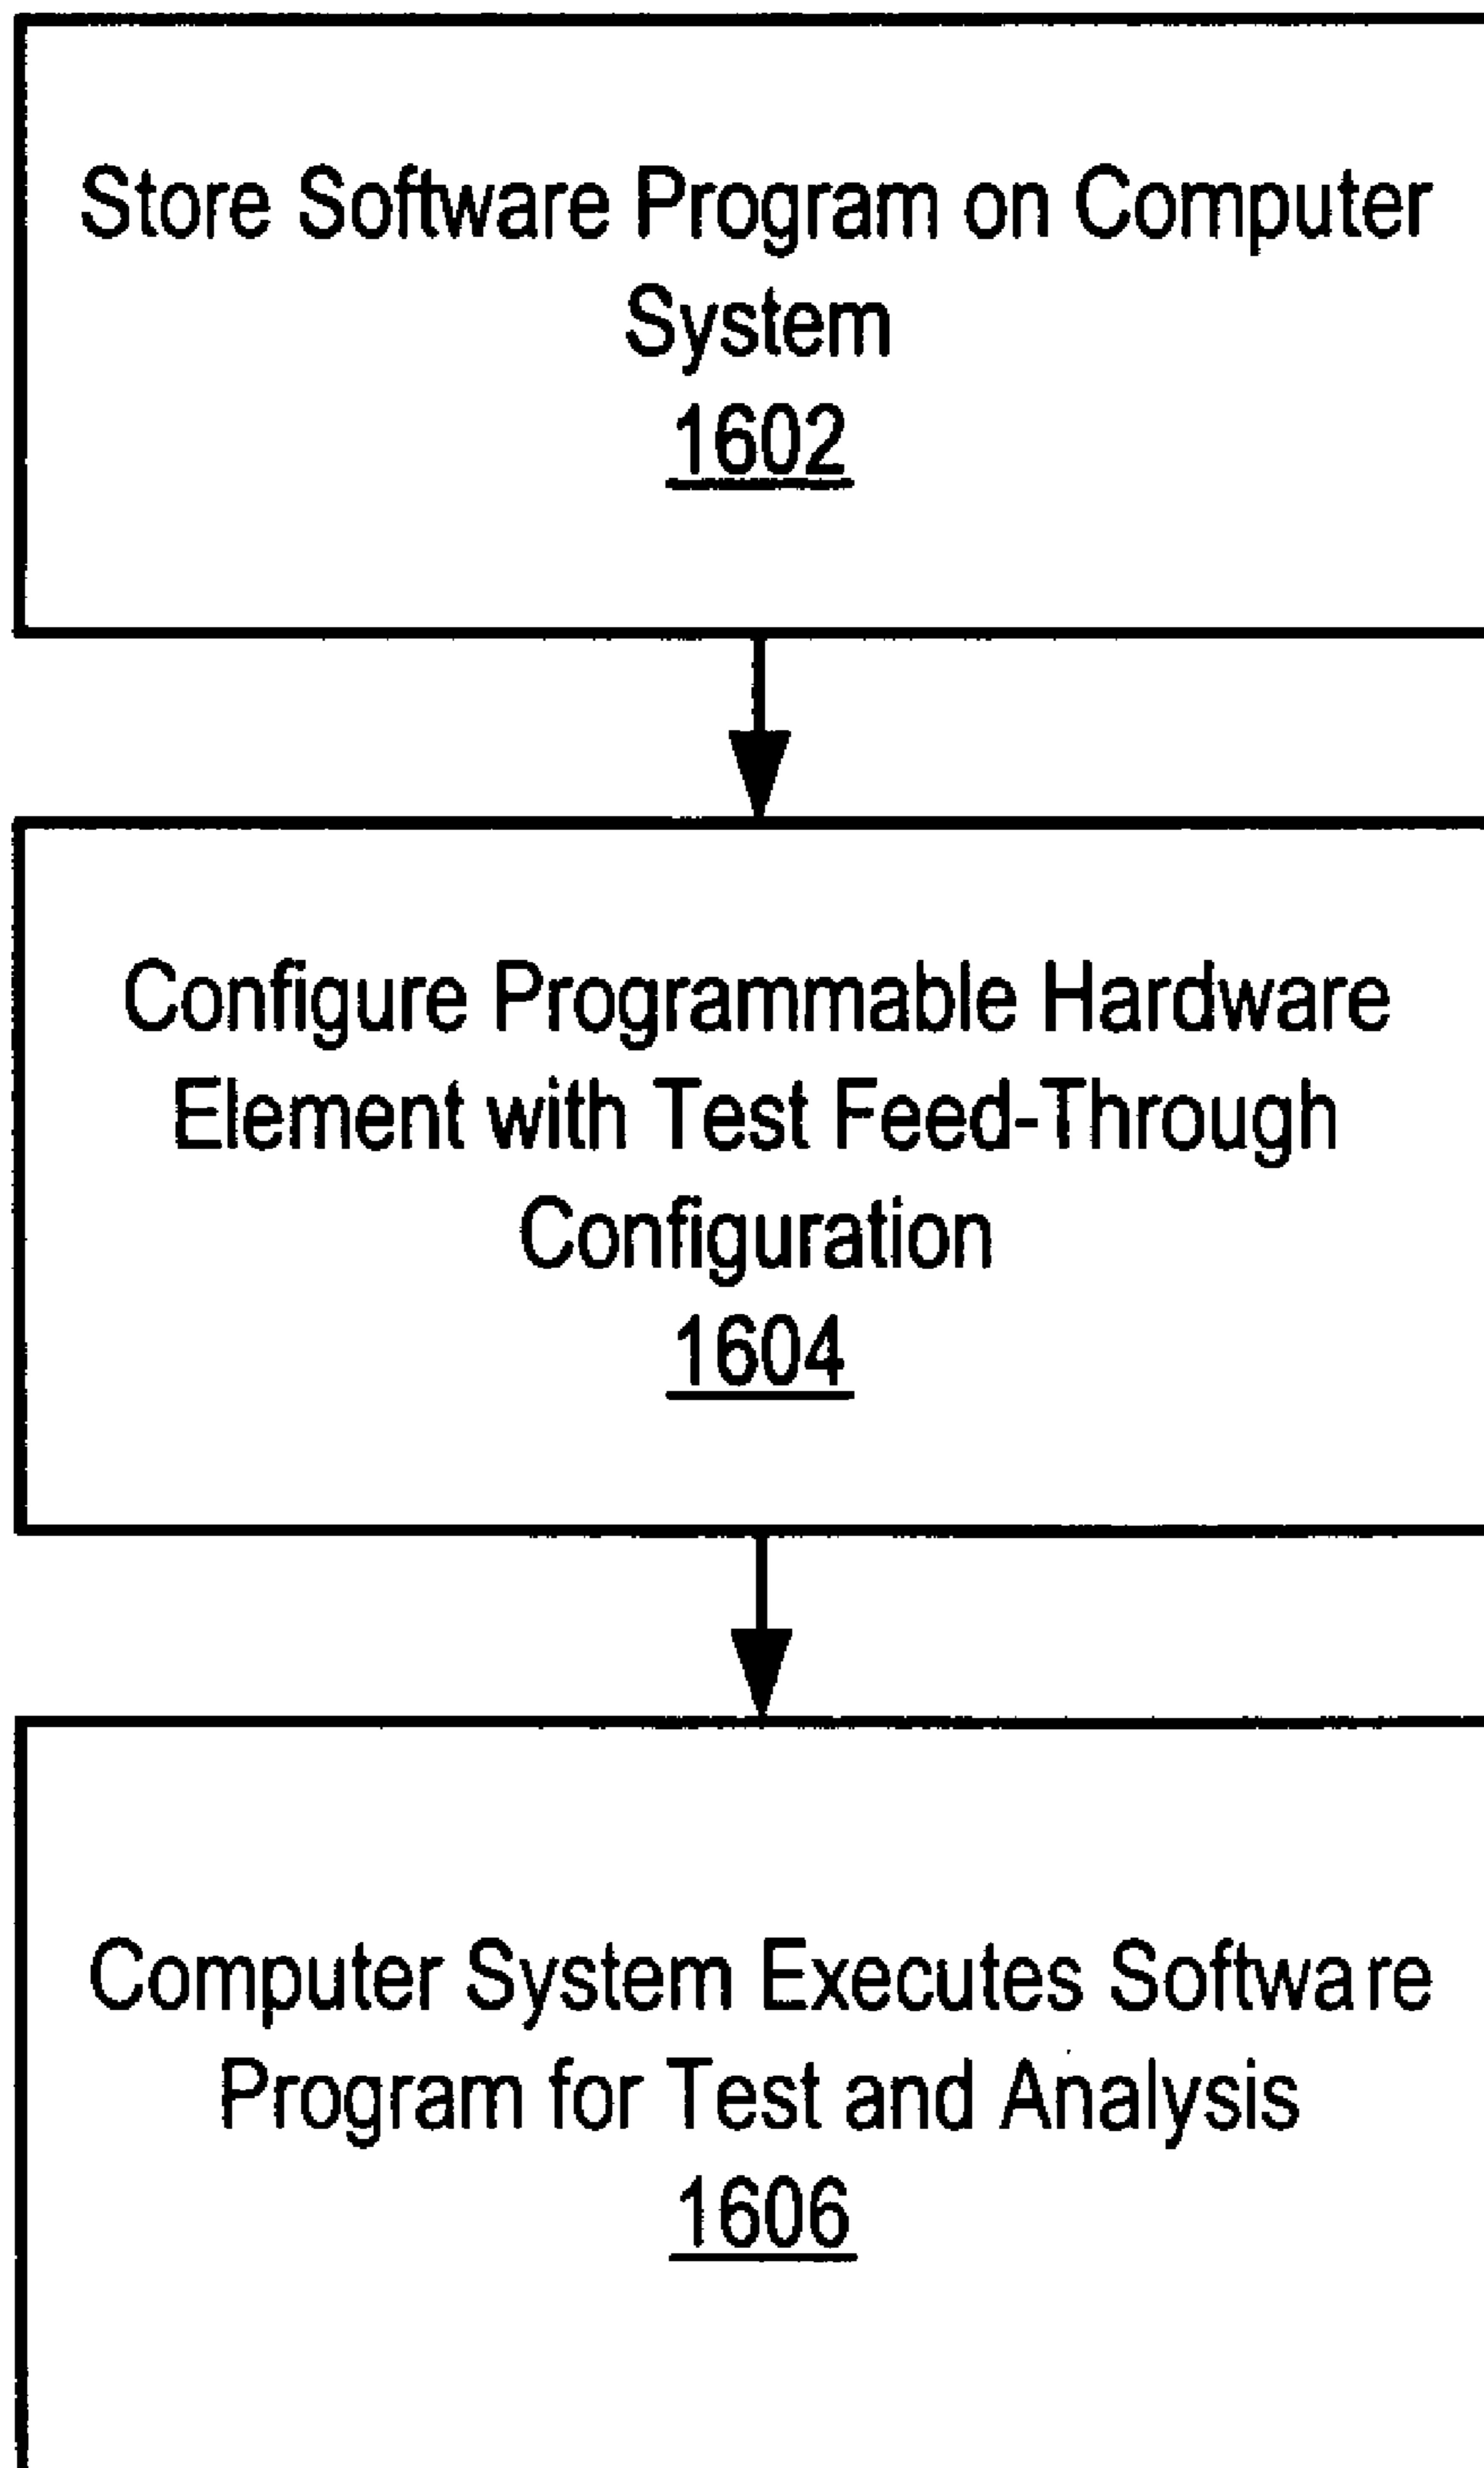 Store Software Program on Computer
System
1602
Configure Programmable Hardware
Element with Test Feed-Through
Configuration
1604
Computer System Executes Software
Program for Test and Analysis
1606